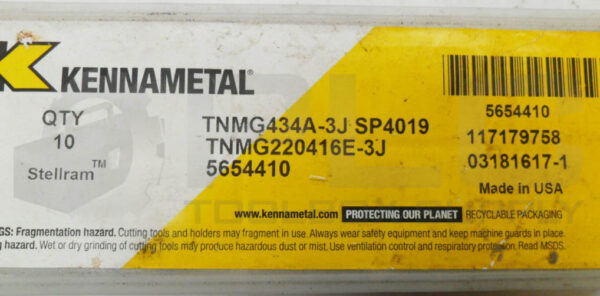 KENNAMETAL®
QTY
10
Stellram™
TNMG434A-3J SP4019
TNMG220416E-3J
5654410
5654410
117179758
03181617-1
Made in USA
www.kennametal.com PROTECTING OUR PLANET RECYCLABLE PACKAGING
GS: Fragmentation hazard. Cutting tools and holders may fragment in use. Always wear safety equipment and keep machine guards in place.
g hazard. Wet or dry grinding of cutting tools may produce hazardous dust or mist. Use ventilation control and respiratory protection. Read MSDS.